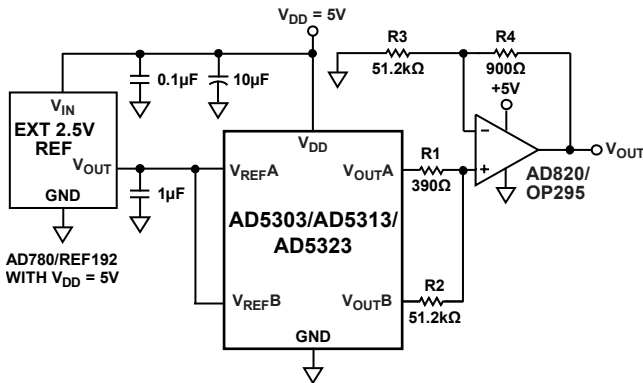 V_DD = 5V
R3
51.2kΩ
R4
900Ω
0.1µF
10µF
+5V
V_IN
EXT 2.5V
REF
V_OUT
GND
1µF
AD780/REF192
WITH V_DD = 5V
V_DD
V_REFA
V_OUTA
AD5303/AD5313/
AD5323
V_REFB
V_OUTB
GND
R1
390Ω
R2
51.2kΩ
–
+
V_OUT
AD820/
OP295